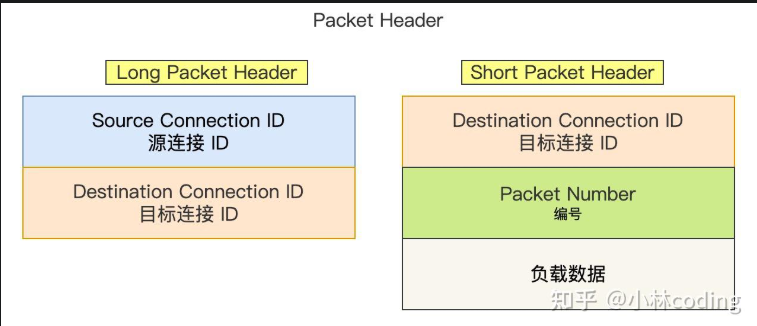 Packet Header
Long Packet Header
Source Connection ID
源连接 ID
Destination Connection ID
目标连接 ID
Short Packet Header
Destination Connection ID
目标连接 ID
Packet Number
编号
负载数据
知乎 @小林coding